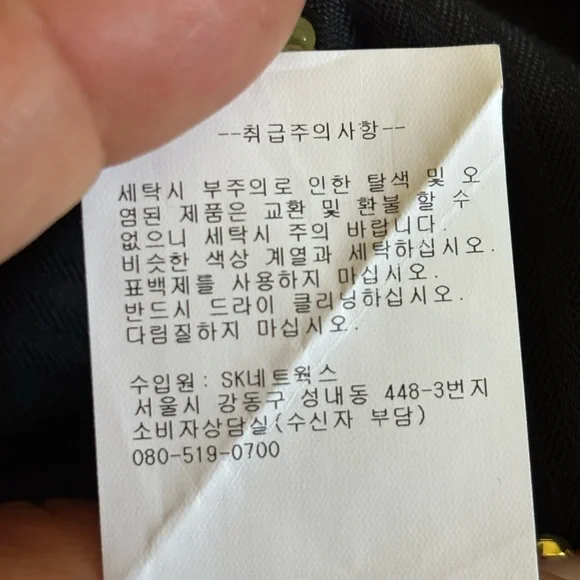 --취급주의사항--
세탁시 부주의로 인한 탈색 및 오
염된 제품은 교환 및 환불 할 수
없으니 세탁시 주의 바랍니다.
비슷한 색상 계열과 세탁하십시오.
표백제를 사용하지 마십시오.
반드시 드라이 클리닝하십시오.
다림질하지 마십시오.
수입원: SK네트웍스
서울시 강동구 성내동 448-3번지
소비자상담실(수신자 부담)
080-519-0700